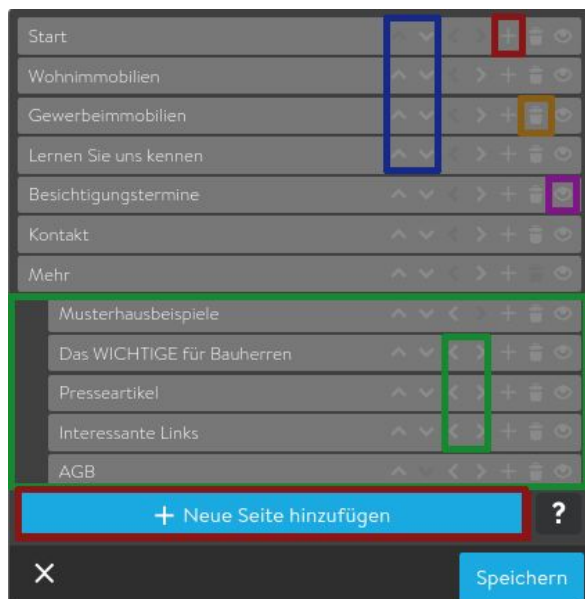 Start
Wohnimmobilien
Gewerbeimmobilien
Lernen Sie uns kennen
Besichtigungstermine
Kontakt
Mehr
Musterhausbeispiele
Das WICHTIGE für Bauherren
Presseartikel
Interessante Links
AGB
+ Neue Seite hinzufügen ?
Speichern